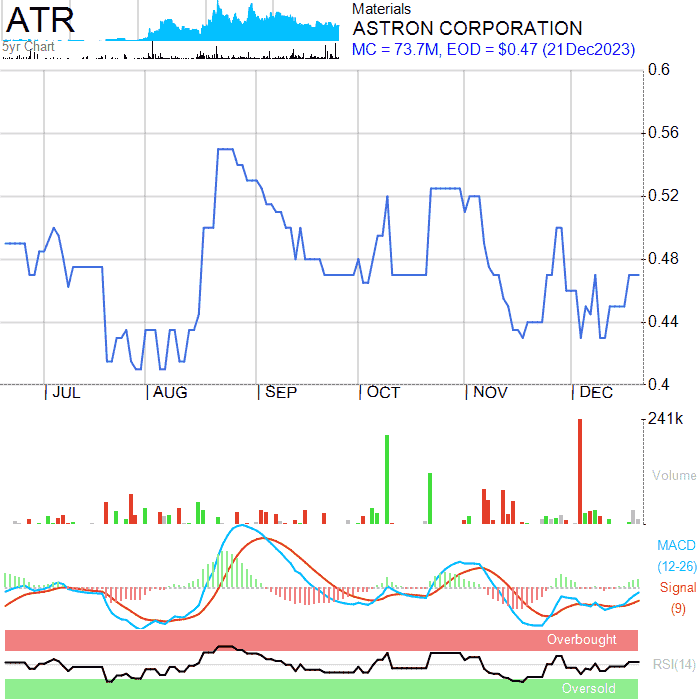 ATR
5yr Chart
Materials
ASTRON CORPORATION
MC = 73.7M, EOD = $0.47 (21Dec2023)
0.6
0.56
0.52
0.48
0.44
0.4
JUL AUG SEP OCT NOV DEC
241k
Volume
MACD
(12-26)
Signal
(9)
Overbought
RSI(14)
Oversold